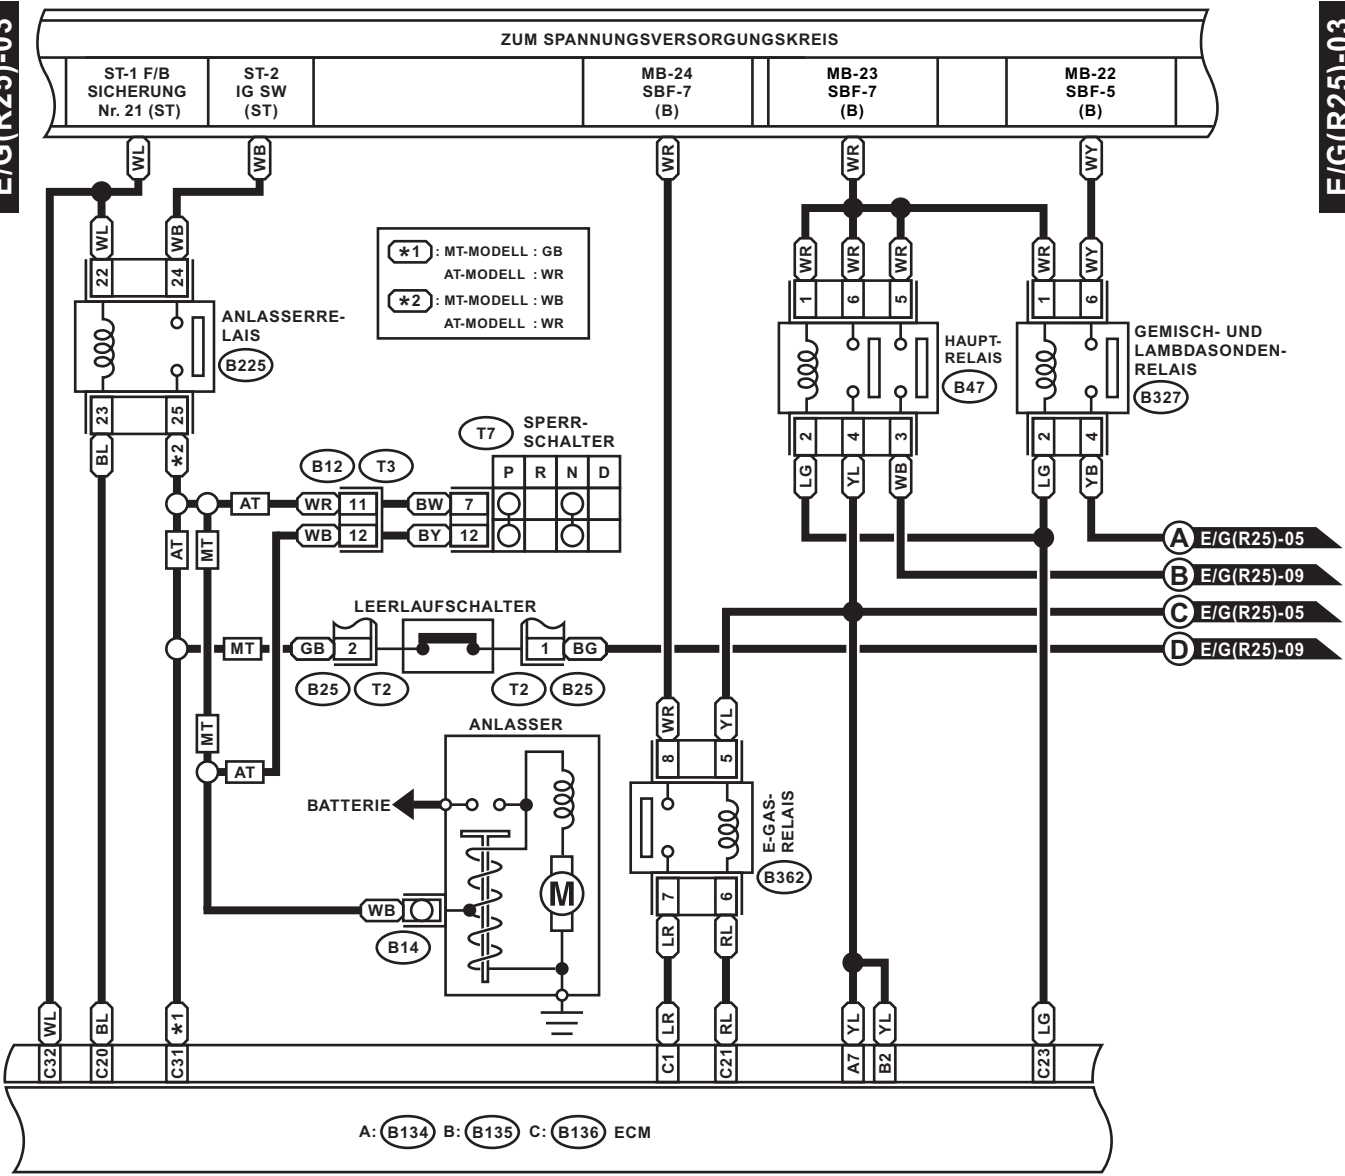 E/G(R25)-03
E/G(R25)-03
ZUM SPANNUNGSVERSORGUNGSKREIS
ST-1 F/B
SICHERUNG
Nr. 21 (ST)
ST-2
IG SW
(ST)
MB-24
SBF-7
(B)
MB-23
SBF-7
(B)
MB-22
SBF-5
(B)
WL
WB
WR
WR
WY
WL
WB
22
24
ANLASSERRE-
LAIS
B225
23
25
BL
*2
*1 : MT-MODELL : GB
AT-MODELL : WR
*2 : MT-MODELL : WB
AT-MODELL : WR
WR
WR
WR
WR
WY
1
6
5
1
6
HAUPT-
RELAIS
B47
GEMISCH- UND
LAMBDASONDEN-
RELAIS
B327
2
4
3
2
4
LG
YL
WB
LG
YB
T7
SPERR-
SCHALTER
P R N D
B12
T3
AT
WR
11
BW
7
WB
12
BY
12
AT
MT
A E/G(R25)-05
B E/G(R25)-09
C E/G(R25)-05
D E/G(R25)-09
LEERLAUFSCHALTER
MT
GB
2
1
BG
B25
T2
T2
B25
MT
AT
ANLASSER
BATTERIE
M
WB
B14
WR
YL
8
5
E-GAS-
RELAIS
B362
7
6
LR
RL
WL
BL
*1
LR
RL
YL
YL
LG
C32
C20
C31
C1
C21
A7
B2
C23
A: B134 B: B135 C: B136 ECM